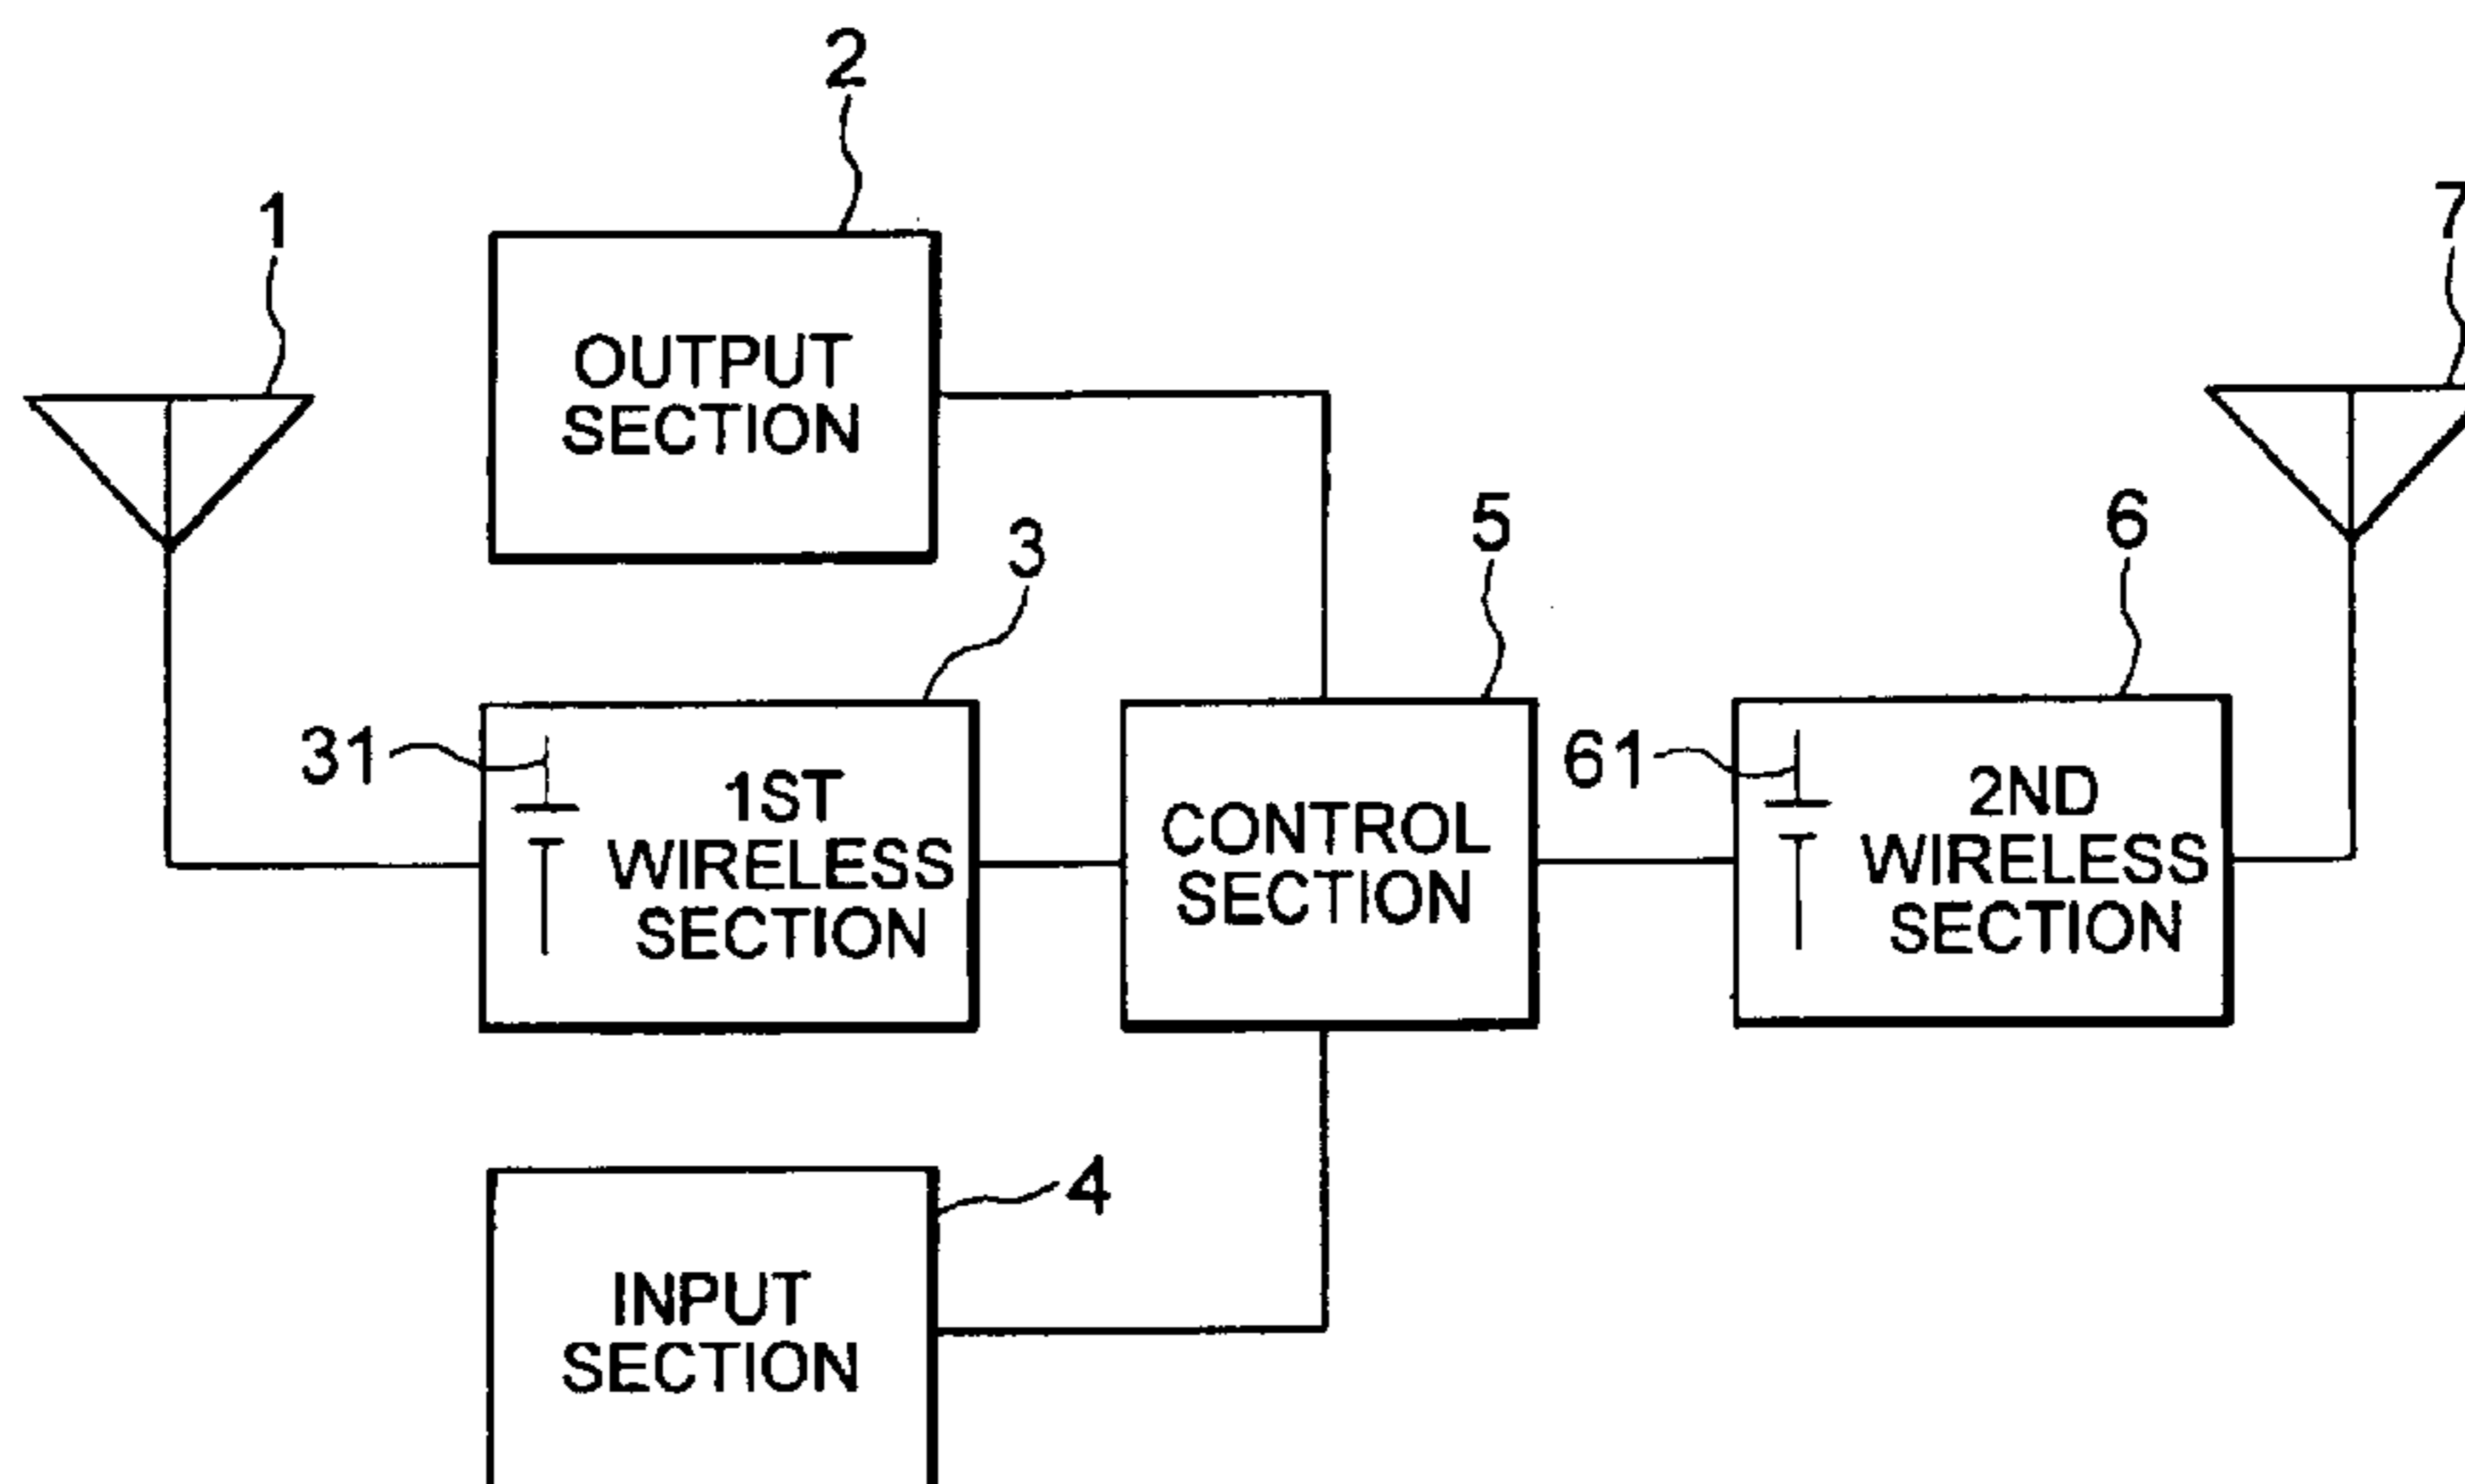 2
1
7
OUTPUT
SECTION
3
5
6
31
1ST
WIRELESS
SECTION
CONTROL
SECTION
61
2ND
WIRELESS
SECTION
4
INPUT
SECTION